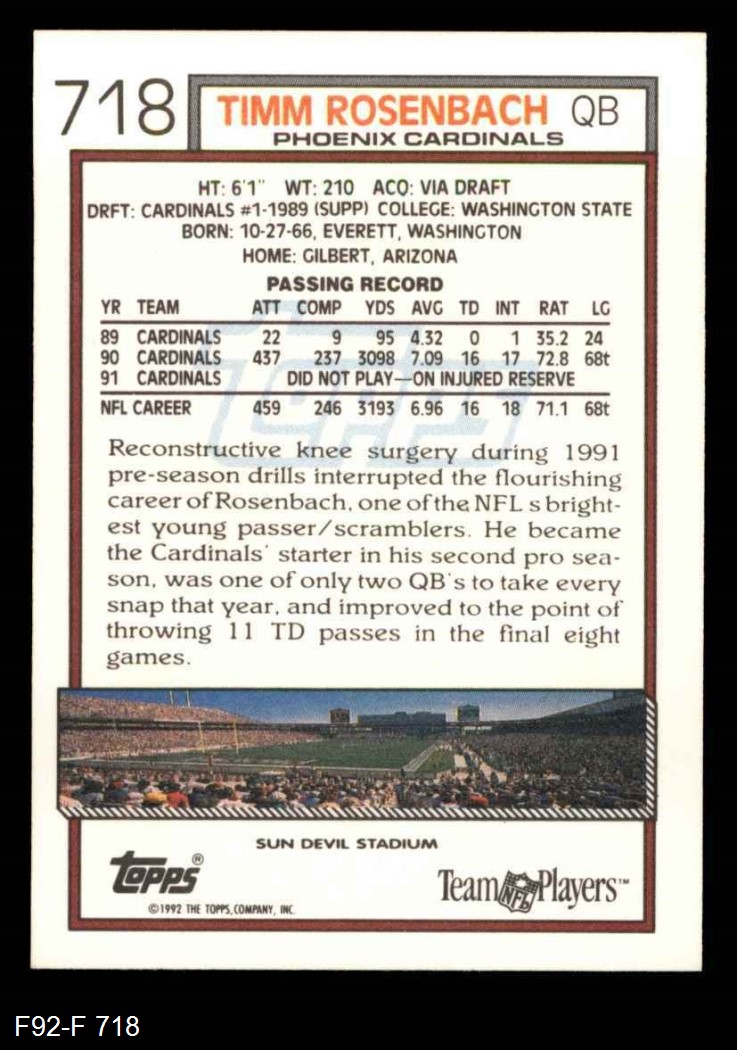 718
TIMM ROSENBACH QB
PHOENIX CARDINALS
HT: 6'1" WT: 210 ACQ: VIA DRAFT
DRFT: CARDINALS #1-1989 (SUPP) COLLEGE: WASHINGTON STATE
BORN: 10-27-66, EVERETT, WASHINGTON
HOME: GILBERT, ARIZONA
PASSING RECORD
YR TEAM ATT COMP YDS AVG TD INT RAT LG
89 CARDINALS 22 9 95 4.32 0 1 35.2 24
90 CARDINALS 437 237 3098 7.09 16 17 72.8 68t
91 CARDINALS DID NOT PLAY—ON INJURED RESERVE
NFL CAREER 459 246 3193 6.96 16 18 71.1 68t
Topps
Reconstructive knee surgery during 1991
pre-season drills interrupted the flourishing
career of Rosenbach, one of the NFL s bright-
est young passer/scramblers. He became
the Cardinals' starter in his second pro sea-
son, was one of only two QB's to take every
snap that year, and improved to the point of
throwing 11 TD passes in the final eight
games.
SUN DEVIL STADIUM
Topps®
©1992 THE TOPPS COMPANY, INC.
Team NFL Players™
F92-F 718